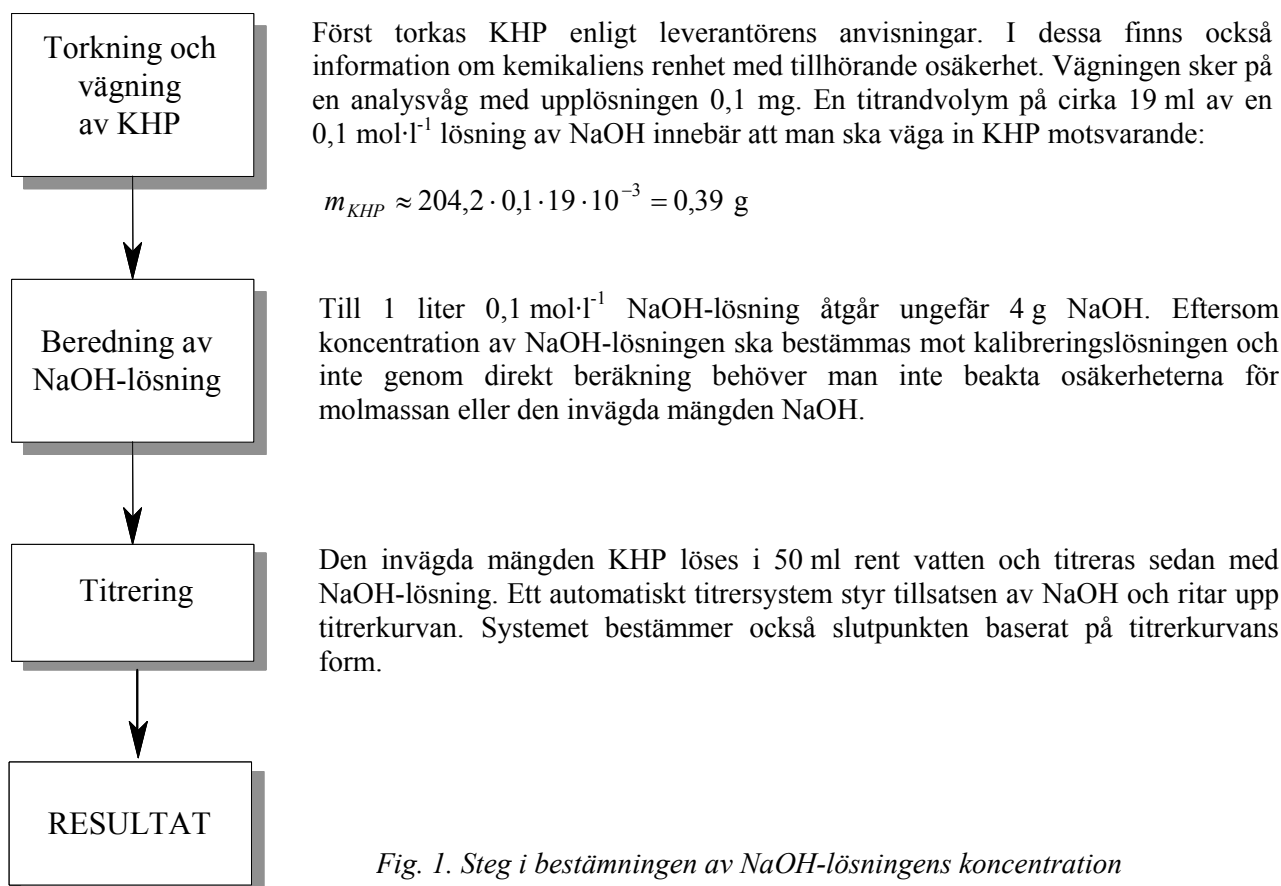 Torkning och
vägning
av KHP
Först torkas KHP enligt leverantörens anvisningar. I dessa finns också
information om kemikaliens renhet med tillhörande osäkerhet. Vägningen sker på
en analysvåg med upplösningen 0,1 mg. En titrandvolym på cirka 19 ml av en
0,1 mol·l⁻¹ lösning av NaOH innebär att man ska väga in KHP motsvarande:
m_KHP ≈ 204,2 · 0,1 · 19 · 10⁻³ = 0,39 g
Beredning av
NaOH-lösning
Till 1 liter 0,1 mol·l⁻¹ NaOH-lösning åtgår ungefär 4 g NaOH. Eftersom
koncentration av NaOH-lösningen ska bestämmas mot kalibreringslösningen och
inte genom direkt beräkning behöver man inte beakta osäkerheterna för
molmassan eller den invägda mängden NaOH.
Titrering
Den invägda mängden KHP löses i 50 ml rent vatten och titreras sedan med
NaOH-lösning. Ett automatiskt titrersystem styr tillsatsen av NaOH och ritar upp
titrerkurvan. Systemet bestämmer också slutpunkten baserat på titrerkurvans
form.
RESULTAT
Fig. 1. Steg i bestämningen av NaOH-lösningens koncentration